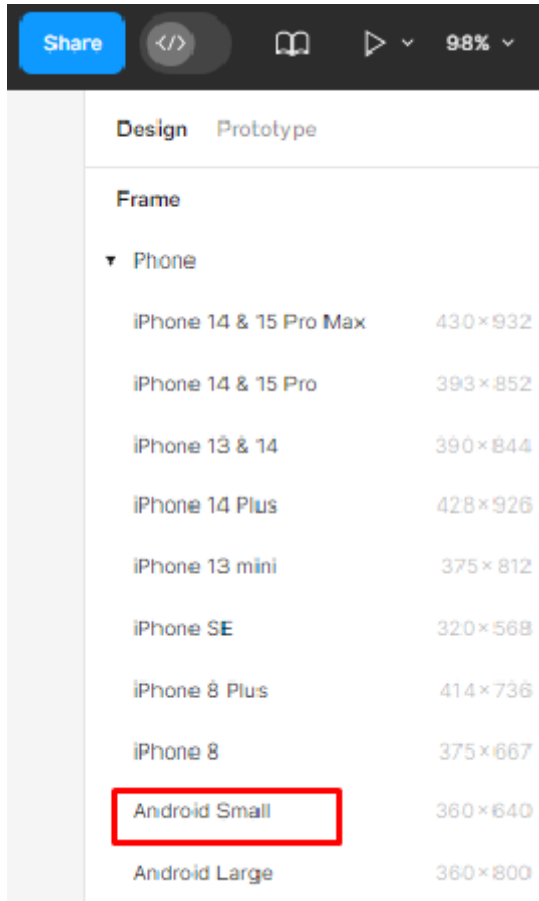 Share </> 98%
Design Prototype
Frame
Phone
iPhone 14 & 15 Pro Max 430×932
iPhone 14 & 15 Pro 393×852
iPhone 13 & 14 390×844
iPhone 14 Plus 428×926
iPhone 13 mini 375×812
iPhone SE 320×568
iPhone 8 Plus 414×736
iPhone 8 375×667
Android Small 360×640
Android Large 360×800